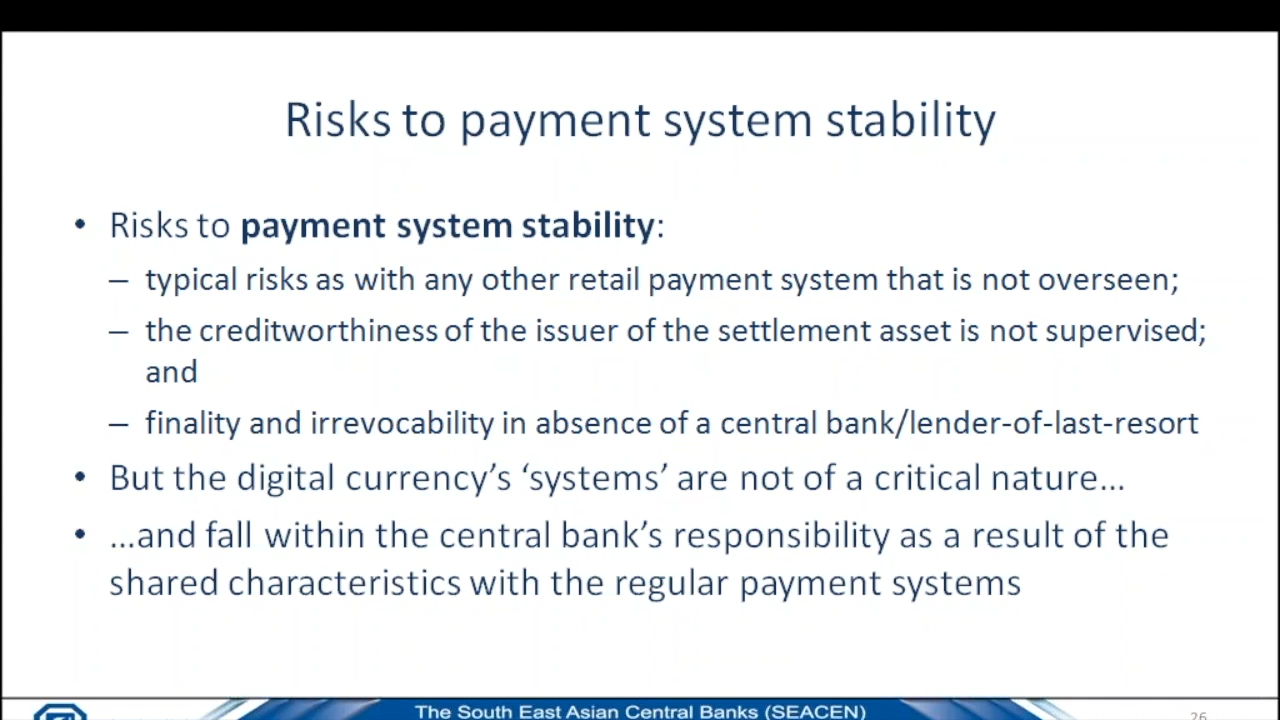 Risks to payment system stability
• Risks to payment system stability:
– typical risks as with any other retail payment system that is not overseen;
– the creditworthiness of the issuer of the settlement asset is not supervised;
and
– finality and irrevocability in absence of a central bank/lender-of-last-resort
• But the digital currency’s ‘systems’ are not of a critical nature…
• …and fall within the central bank’s responsibility as a result of the
shared characteristics with the regular payment systems
The South East Asian Central Banks (SEACEN)
26